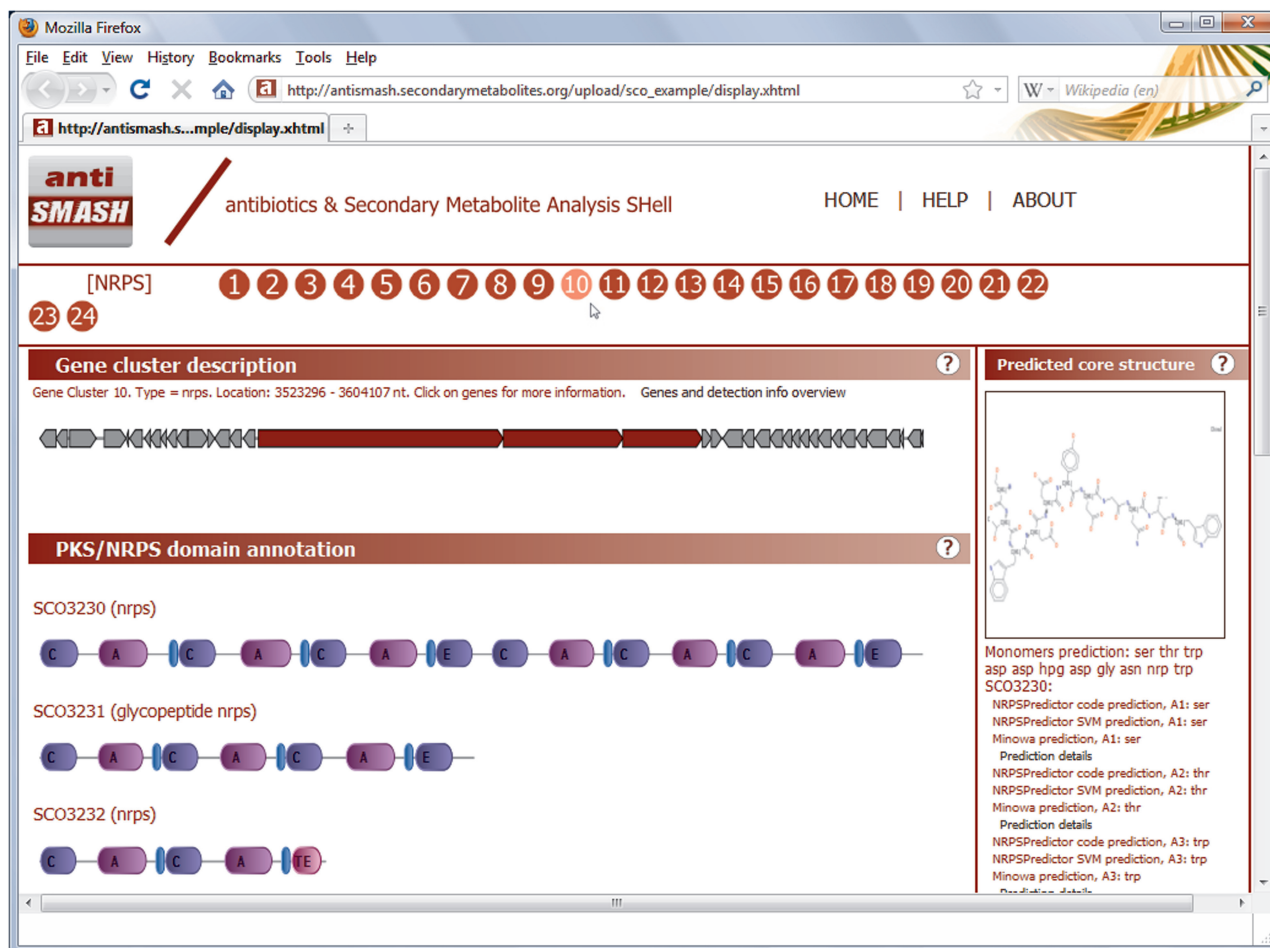 Mozilla Firefox
File Edit View History Bookmarks Tools Help
http://antismash.secondarymetabolites.org/upload/sco_example/display.xhtml
W Wikipedia (en)
a http://antismash.s...mple/display.xhtml
anti
SMASH
antibiotics & Secondary Metabolite Analysis SHell
HOME | HELP | ABOUT
[NRPS] 1 2 3 4 5 6 7 8 9 10 11 12 13 14 15 16 17 18 19 20 21 22
23 24
Gene cluster description ?
Gene Cluster 10. Type = nrps. Location: 3523296 - 3604107 nt. Click on genes for more information. Genes and detection info overview
PKS/NRPS domain annotation ?
SCO3230 (nrps)
C A C A C A E C A C A C A E
SCO3231 (glycopeptide nrps)
C A C A C A E
SCO3232 (nrps)
C A C A TE
Predicted core structure ?
Monomers prediction: ser thr trp
asp asp hpg asp gly asn nrp trp
SCO3230:
NRPSPredictor code prediction, A1: ser
NRPSPredictor SVM prediction, A1: ser
Minowa prediction, A1: ser
Prediction details
NRPSPredictor code prediction, A2: thr
NRPSPredictor SVM prediction, A2: thr
Minowa prediction, A2: thr
Prediction details
NRPSPredictor code prediction, A3: trp
NRPSPredictor SVM prediction, A3: trp
Minowa prediction, A3: trp
Prediction details